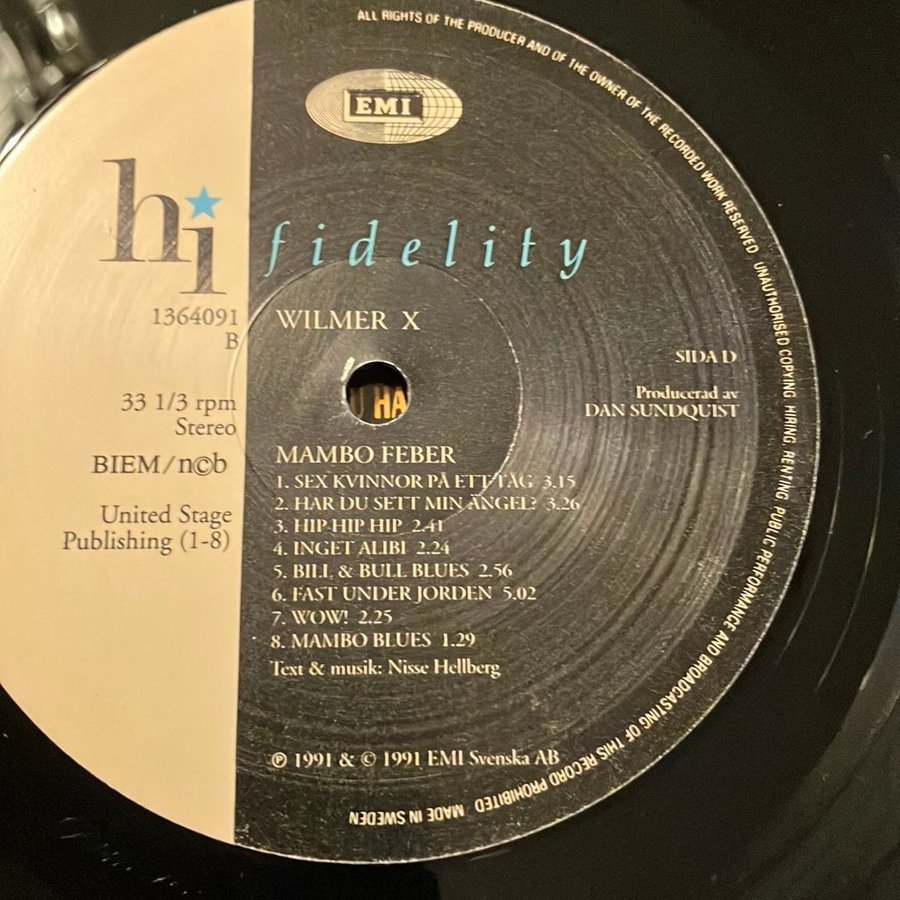 ALL RIGHTS OF THE PRODUCER AND OF THE OWNER OF THE RECORDED WORK RESERVED UNAUTHORISED COPYING HIRING RENTING PUBLIC PERFORMANCE AND BROADCASTING OF THIS RECORD PROHIBITED MADE IN SWEDEN
EMI
hi fidelity
1364091
B
WILMER X
SIDA D
33 1/3 rpm
Stereo
Producerad av
DAN SUNDQUIST
HA
BIEM/n©b
United Stage
Publishing (1-8)
MAMBO FEBER
1. SEX KVINNOR PÅ ETT TÅG 3.15
2. HAR DU SETT MIN ÄNGEL? 3.26
3. HIP HIP HIP 2.41
4. INGET ALIBI 2.24
5. BILL & BULL BLUES 2.56
6. FAST UNDER JORDEN 5.02
7. WOW! 2.25
8. MAMBO BLUES 1.29
Text & musik: Nisse Hellberg
℗ 1991 & © 1991 EMI Svenska AB